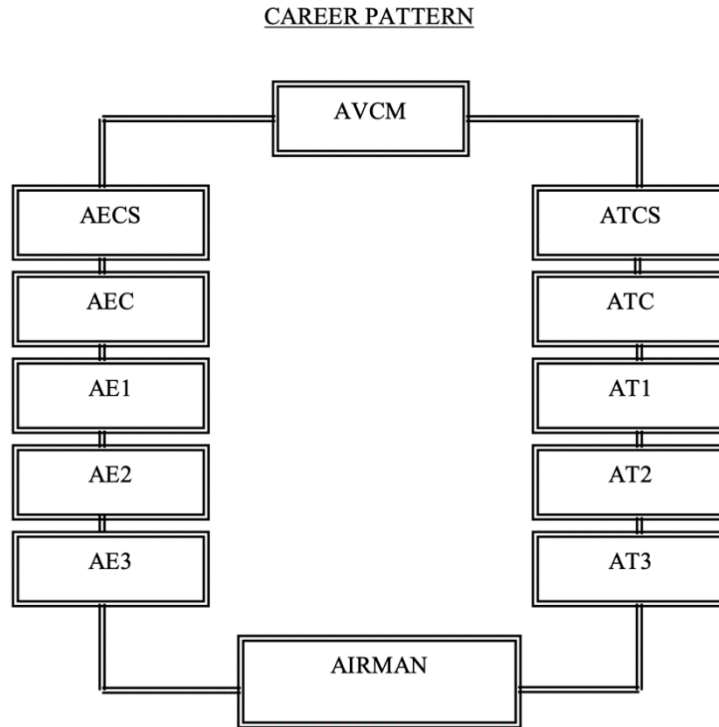 CAREER PATTERN
AVCM
AECS
ATCS
AEC
ATC
AE1
AT1
AE2
AT2
AE3
AT3
AIRMAN